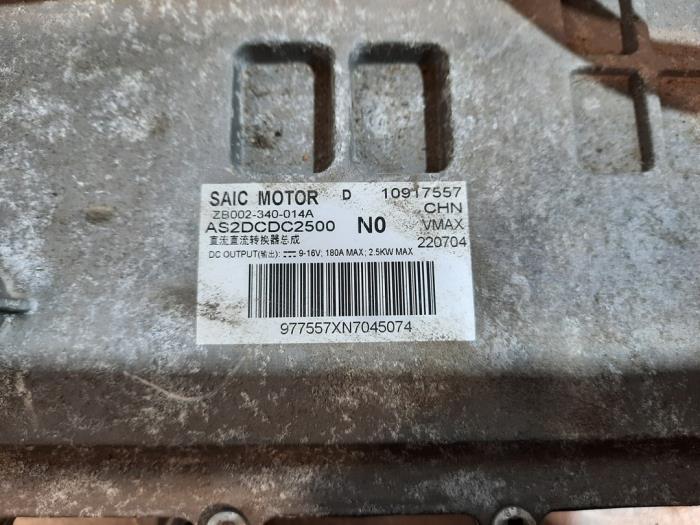 SAIC MOTOR D 10917557
ZB002-340-014A CHN
AS2DCDC2500 N0 VMAX
直流直流转换器总成 220704
DC OUTPUT(输出): ⎓ 9-16V; 180A MAX; 2.5KW MAX
977557XN7045074